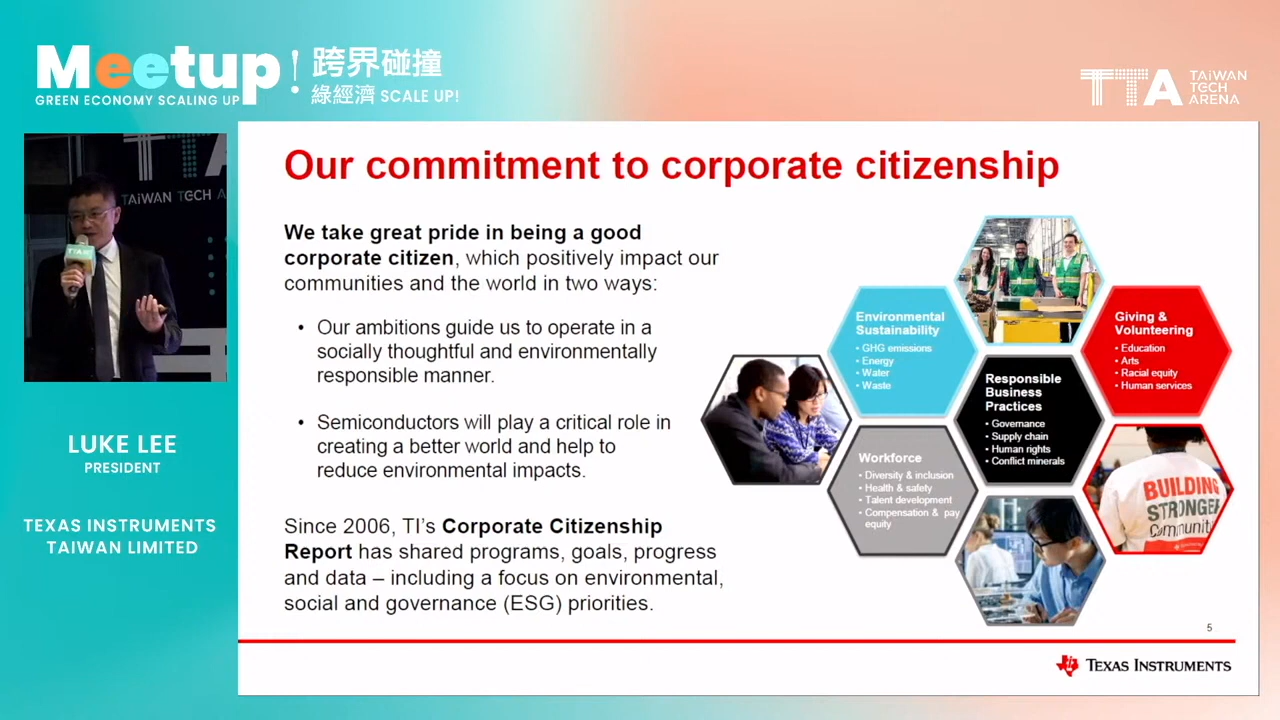 Meetup!
GREEN ECONOMY SCALING UP
跨界碰撞
綠經濟 SCALE UP!
TTA
TAIWAN
TECH
ARENA
TTA
TAIWAN TECH A
TTA
LUKE LEE
PRESIDENT
TEXAS INSTRUMENTS
TAIWAN LIMITED
Our commitment to corporate citizenship
We take great pride in being a good
corporate citizen, which positively impact our
communities and the world in two ways:
• Our ambitions guide us to operate in a
socially thoughtful and environmentally
responsible manner.
• Semiconductors will play a critical role in
creating a better world and help to
reduce environmental impacts.
Since 2006, TI's Corporate Citizenship
Report has shared programs, goals, progress
and data – including a focus on environmental,
social and governance (ESG) priorities.
Environmental
Sustainability
• GHG emissions
• Energy
• Water
• Waste
Giving &
Volunteering
• Education
• Arts
• Racial equity
• Human services
Responsible
Business
Practices
• Governance
• Supply chain
• Human rights
• Conflict minerals
Workforce
• Diversity & inclusion
• Health & safety
• Talent development
• Compensation & pay
equity
BUILDING
STRONGER
Communiti
5
TEXAS INSTRUMENTS